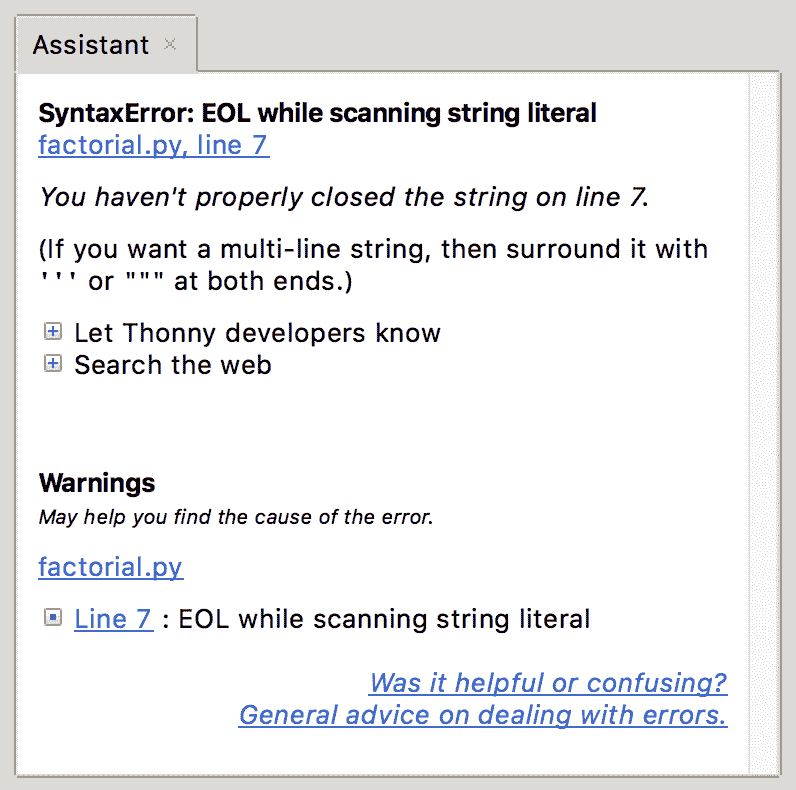 Assistant
SyntaxError: EOL while scanning string literal
factorial.py, line 7
You haven't properly closed the string on line 7.
(If you want a multi-line string, then surround it with
''' or """ at both ends.)
Let Thonny developers know
Search the web
Warnings
May help you find the cause of the error.
factorial.py
Line 7 : EOL while scanning string literal
Was it helpful or confusing?
General advice on dealing with errors.